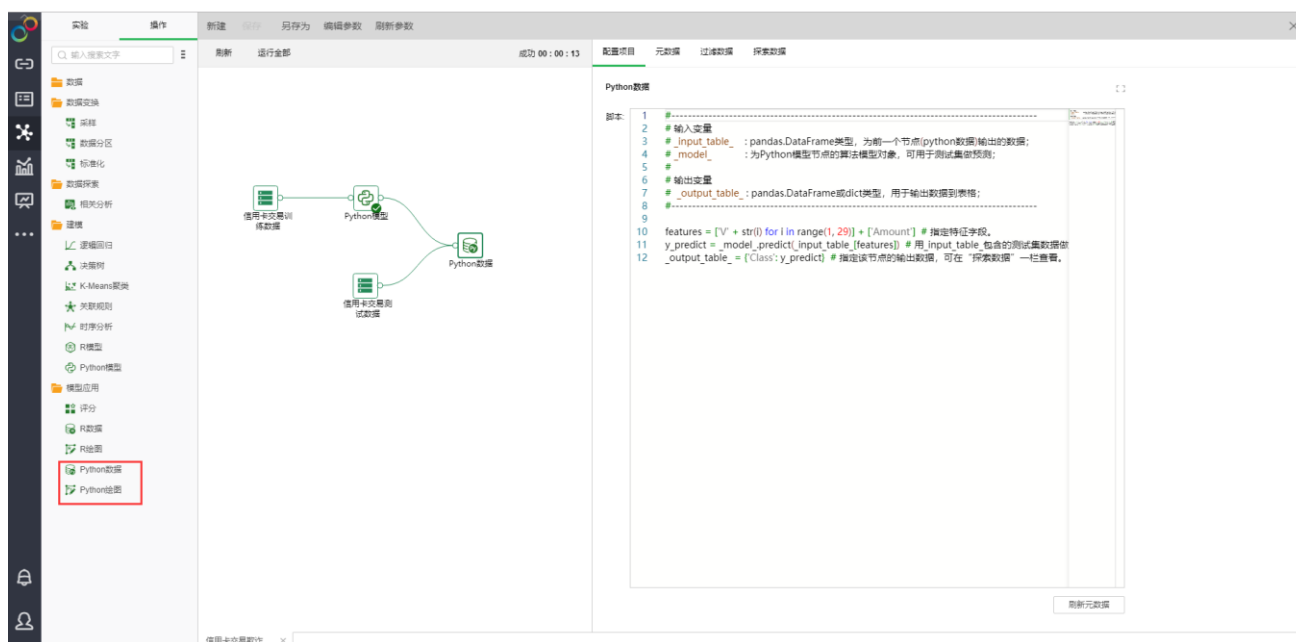 实验 操作
新建 保存 另存为 编辑参数 刷新参数
输入搜索文字
刷新 运行全部 成功 00 : 00 : 13
配置项目 元数据 过滤数据 探索数据
数据
数据变换
采样
数据分区
标准化
数据探索
相关分析
建模
逻辑回归
决策树
K-Means聚类
关联规则
时序分析
R模型
Python模型
模型应用
评分
R数据
R绘图
Python数据
Python绘图
信用卡交易训
练数据
Python模型
Python数据
信用卡交易测
试数据
Python数据
脚本:
1 #----------------------------------------------------------------------------------------
2 # 输入变量
3 # _input_table_ : pandas.DataFrame类型，为前一个节点(python数据)输出的数据;
4 # _model_ : 为Python模型节点的算法模型对象，可用于测试集做预测;
5 #
6 # 输出变量
7 # _output_table_ : pandas.DataFrame或dict类型，用于输出数据到表格;
8 #----------------------------------------------------------------------------------------
9
10 features = ['V' + str(i) for i in range(1, 29)] + ['Amount'] # 指定特征字段。
11 y_predict = _model_.predict(_input_table_[features]) # 用_input_table_包含的测试集数据做
12 _output_table_ = {'Class': y_predict} # 指定该节点的输出数据，可在“探索数据”一栏查看。
刷新元数据
信用卡交易欺诈